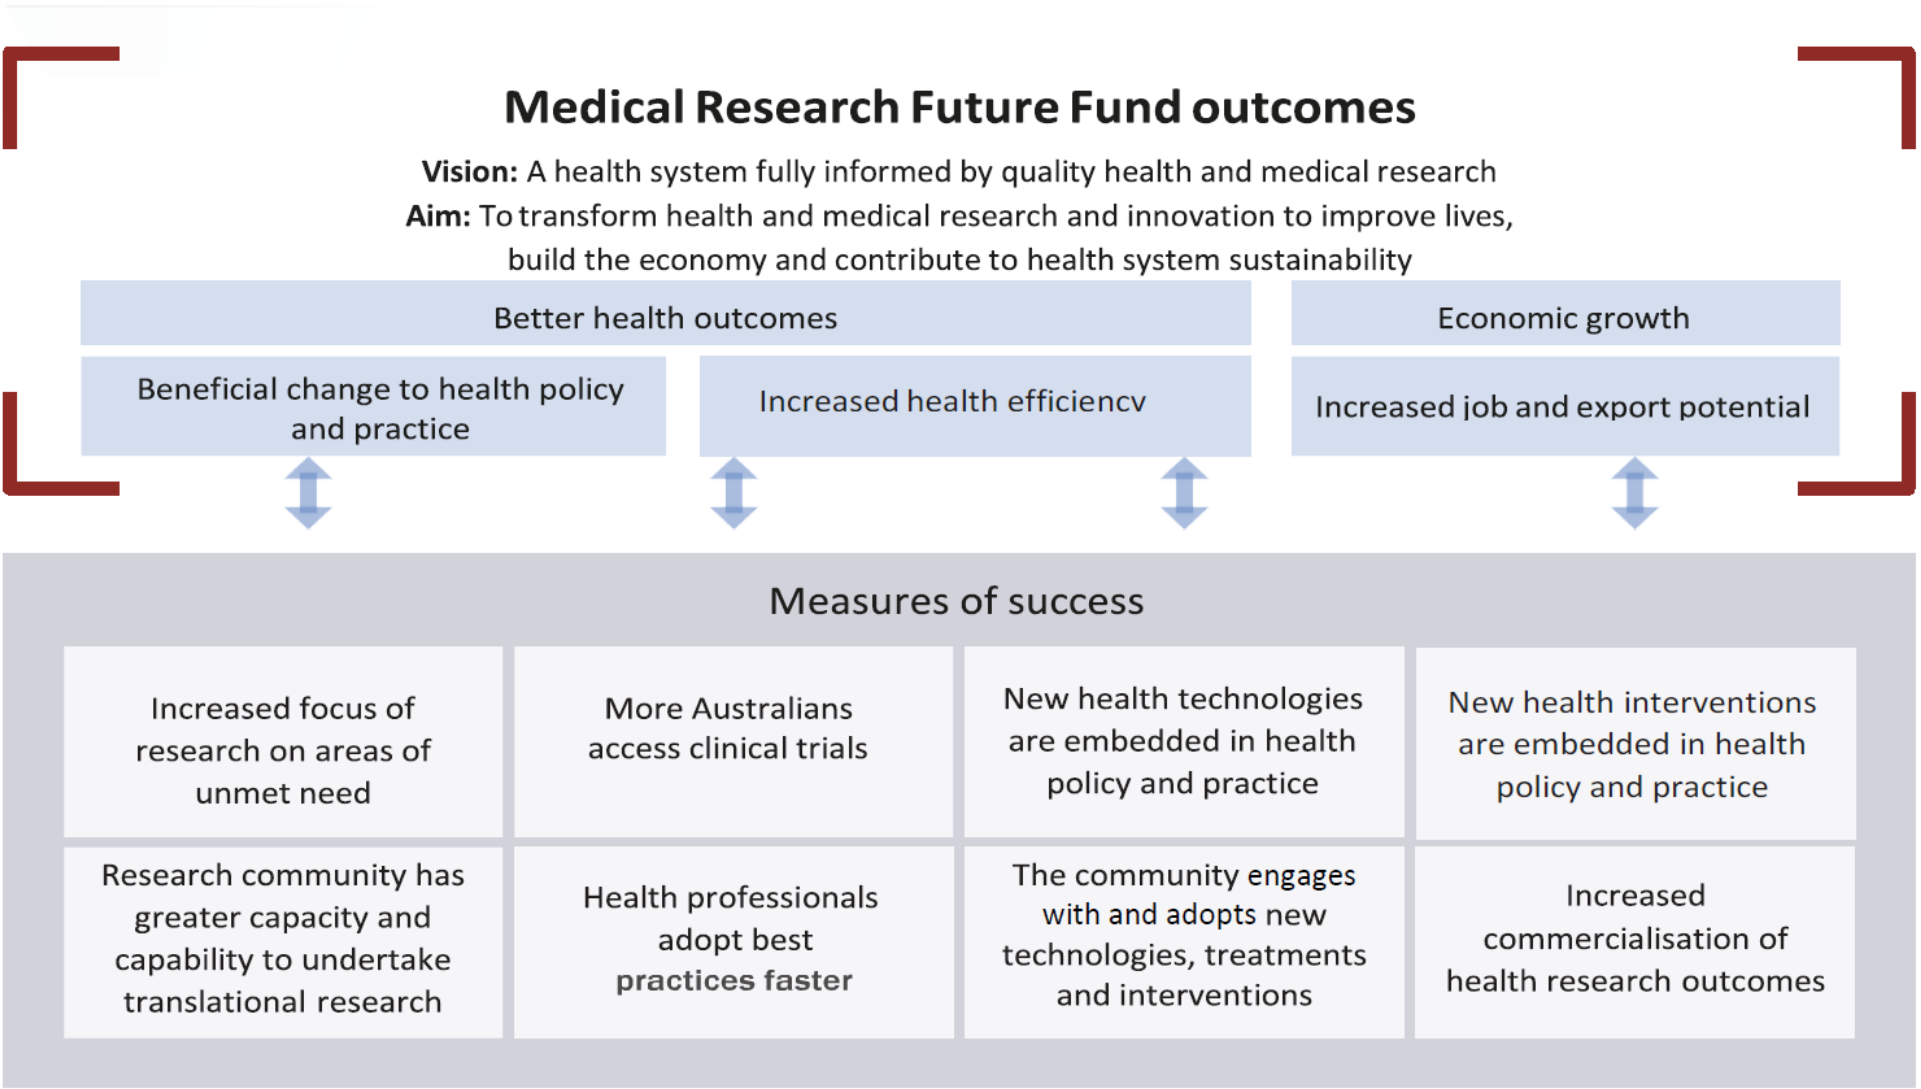 Medical Research Future Fund outcomes
Vision: A health system fully informed by quality health and medical research
Aim: To transform health and medical research and innovation to improve lives,
build the economy and contribute to health system sustainability
Better health outcomes
Economic growth
Beneficial change to health policy
and practice
Increased health efficiency
Increased job and export potential
Measures of success
Increased focus of
research on areas of
unmet need
More Australians
access clinical trials
New health technologies
are embedded in health
policy and practice
New health interventions
are embedded in health
policy and practice
Research community has
greater capacity and
capability to undertake
translational research
Health professionals
adopt best
practices faster
The community engages
with and adopts new
technologies, treatments
and interventions
Increased
commercialisation of
health research outcomes